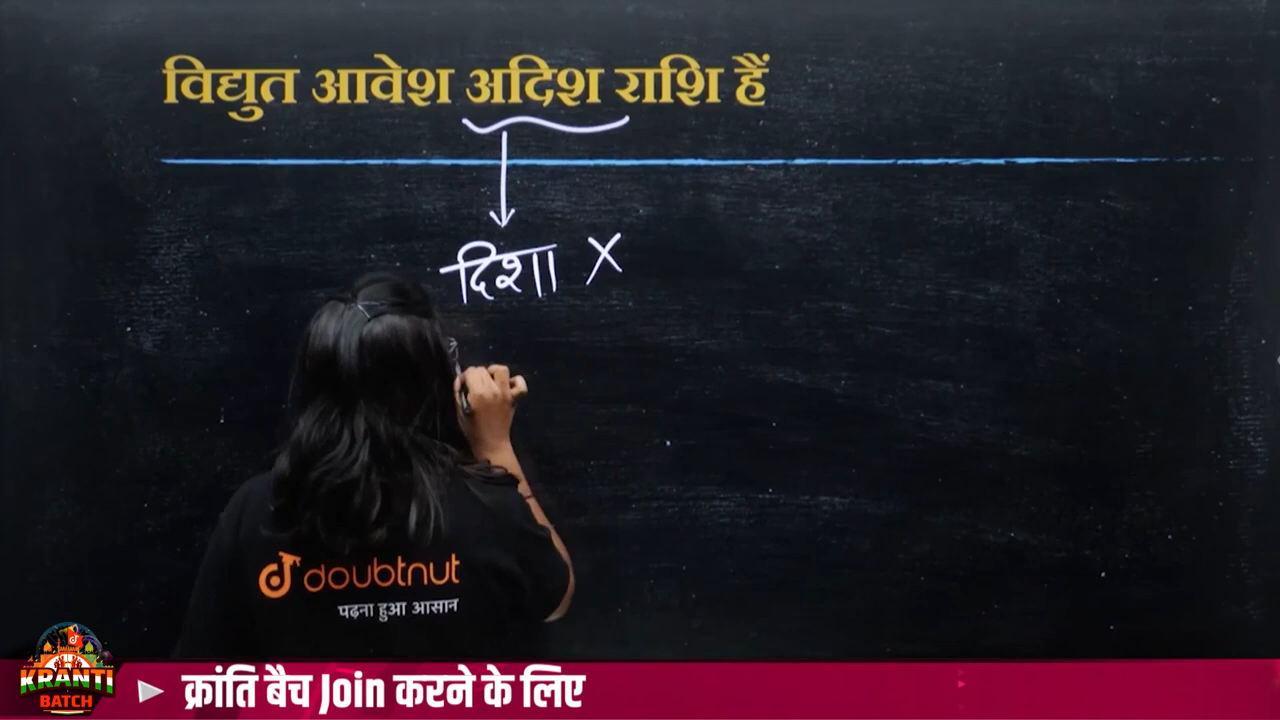 विद्युत आवेश अदिश राशि हैं
दिशा X
doubtnut
पढ़ना हुआ आसान
KRANTI
BATCH
क्रांति बैच Join करने के लिए